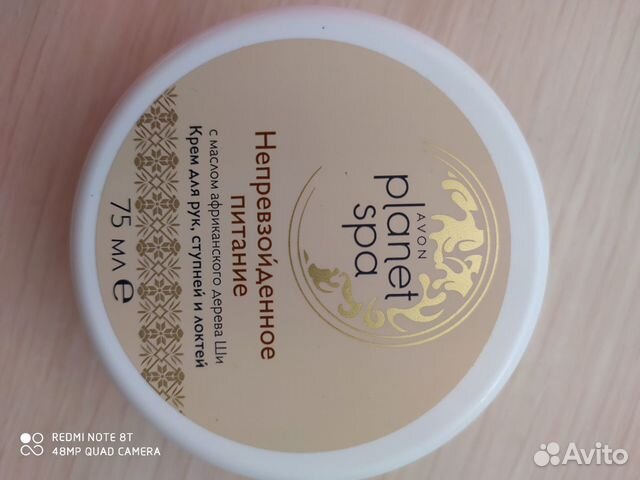 AVON
planet
spa
Непревзойденное
питание
с маслом африканского дерева Ши
Крем для рук, ступней и локтей
75 мл e
REDMI NOTE 8T
48MP QUAD CAMERA
Avito